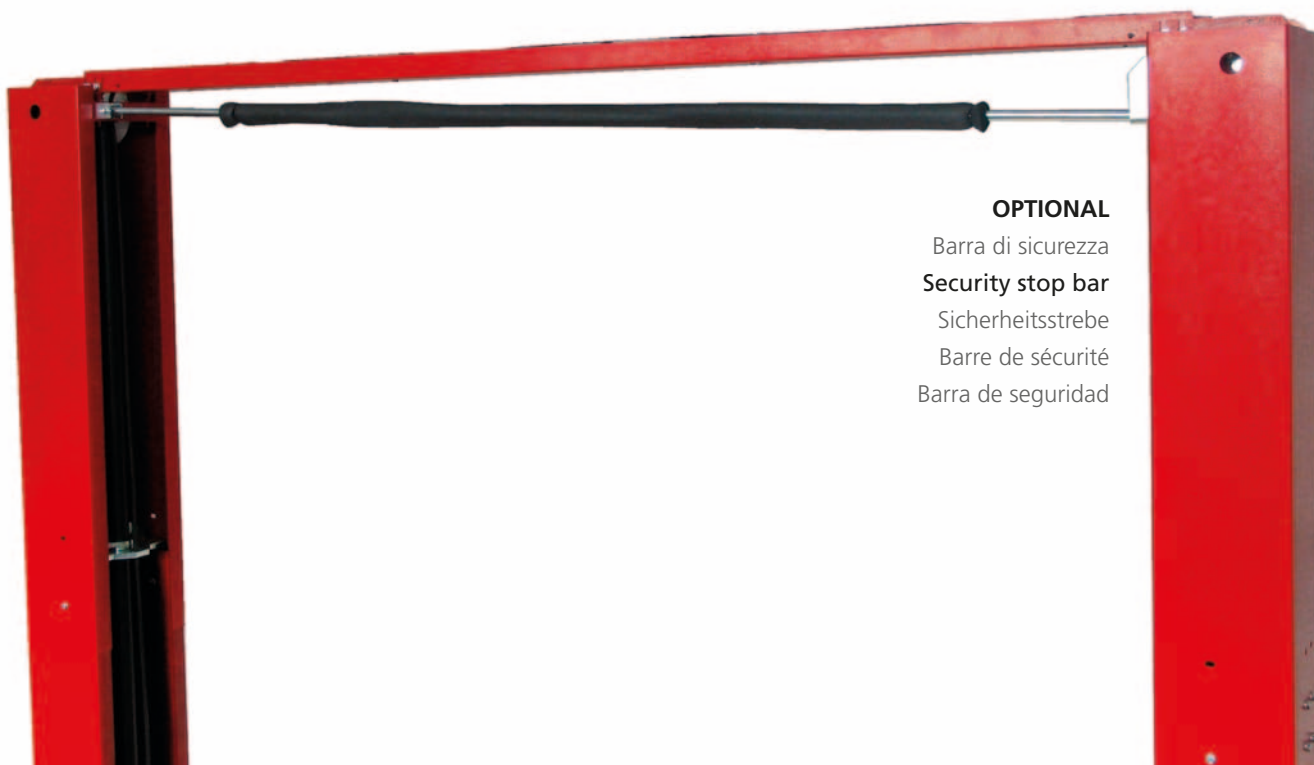 OPTIONAL
Barra di sicurezza
Security stop bar
Sicherheitsstrebe
Barre de sécurité
Barra de seguridad